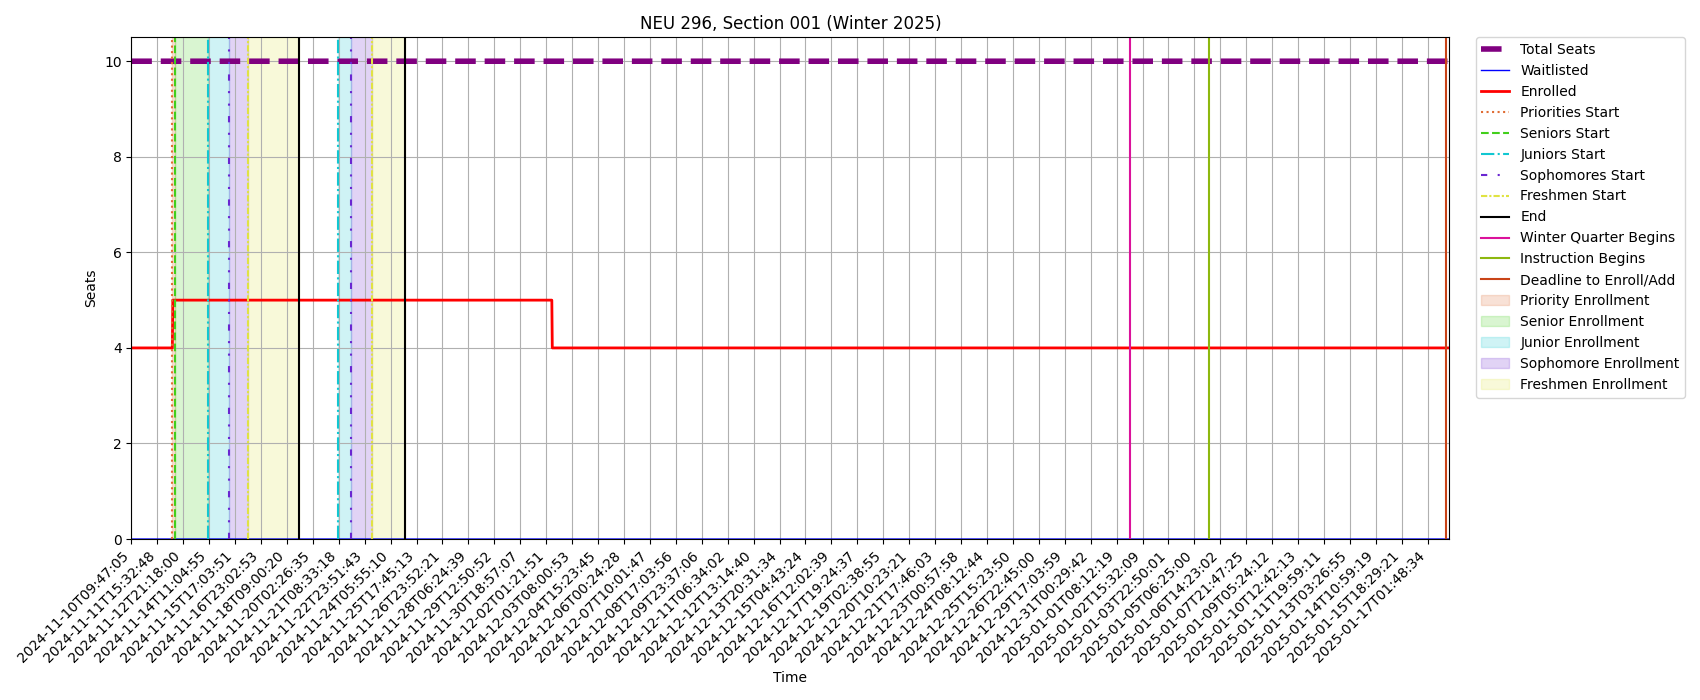 NEU 296, Section 001 (Winter 2025)
Seats
10
8
6
4
2
0
2024-11-10T09:47:05
2024-11-11T15:32:48
2024-11-12T21:18:00
2024-11-14T11:04:55
2024-11-15T17:03:51
2024-11-16T23:02:53
2024-11-18T09:00:20
2024-11-20T02:26:35
2024-11-21T08:33:18
2024-11-22T23:51:43
2024-11-24T05:55:10
2024-11-25T17:45:13
2024-11-26T23:52:21
2024-11-28T06:24:39
2024-11-29T12:50:52
2024-11-30T18:57:07
2024-12-02T01:21:51
2024-12-03T08:00:53
2024-12-04T15:23:45
2024-12-06T00:24:28
2024-12-07T10:01:47
2024-12-08T17:03:56
2024-12-09T23:37:06
2024-12-11T06:34:02
2024-12-12T13:14:40
2024-12-13T20:31:34
2024-12-15T04:43:24
2024-12-16T12:02:39
2024-12-17T19:24:37
2024-12-19T02:38:55
2024-12-20T10:23:21
2024-12-21T17:46:03
2024-12-23T00:57:58
2024-12-24T08:12:44
2024-12-25T15:23:50
2024-12-26T22:45:00
2024-12-29T17:03:59
2024-12-31T00:29:42
2025-01-01T08:12:19
2025-01-02T15:32:09
2025-01-03T22:50:01
2025-01-05T06:25:00
2025-01-06T14:23:02
2025-01-07T21:47:25
2025-01-09T05:24:12
2025-01-10T12:42:13
2025-01-11T19:59:11
2025-01-13T03:26:55
2025-01-14T10:59:19
2025-01-15T18:29:21
2025-01-17T01:48:34
Time
Total Seats
Waitlisted
Enrolled
Priorities Start
Seniors Start
Juniors Start
Sophomores Start
Freshmen Start
End
Winter Quarter Begins
Instruction Begins
Deadline to Enroll/Add
Priority Enrollment
Senior Enrollment
Junior Enrollment
Sophomore Enrollment
Freshmen Enrollment